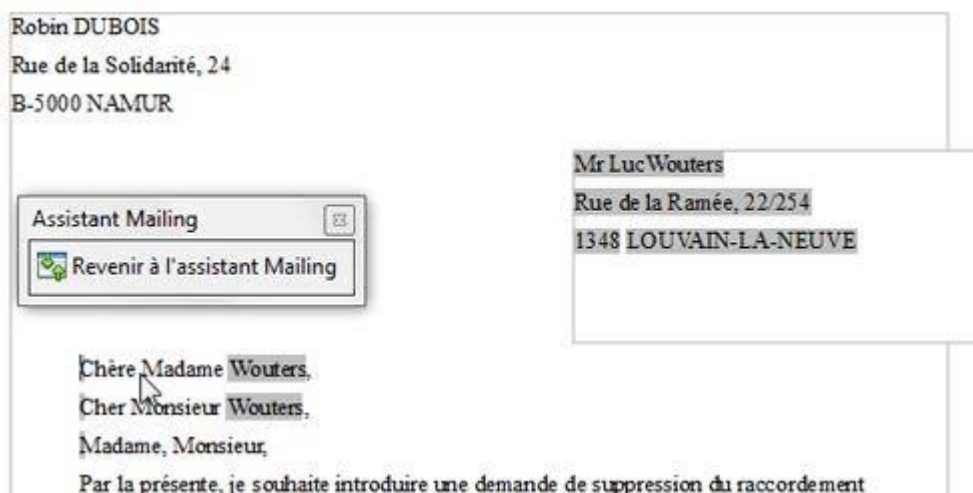 Robin DUBOIS
Rue de la Solidarité, 24
B-5000 NAMUR
Mr Luc Wouters
Rue de la Ramée, 22/254
1348 LOUVAIN-LA-NEUVE
Assistant Mailing
Revenir à l'assistant Mailing
Chère Madame Wouters,
Cher Monsieur Wouters,
Madame, Monsieur,
Par la présente, je souhaite introduire une demande de suppression du raccordement